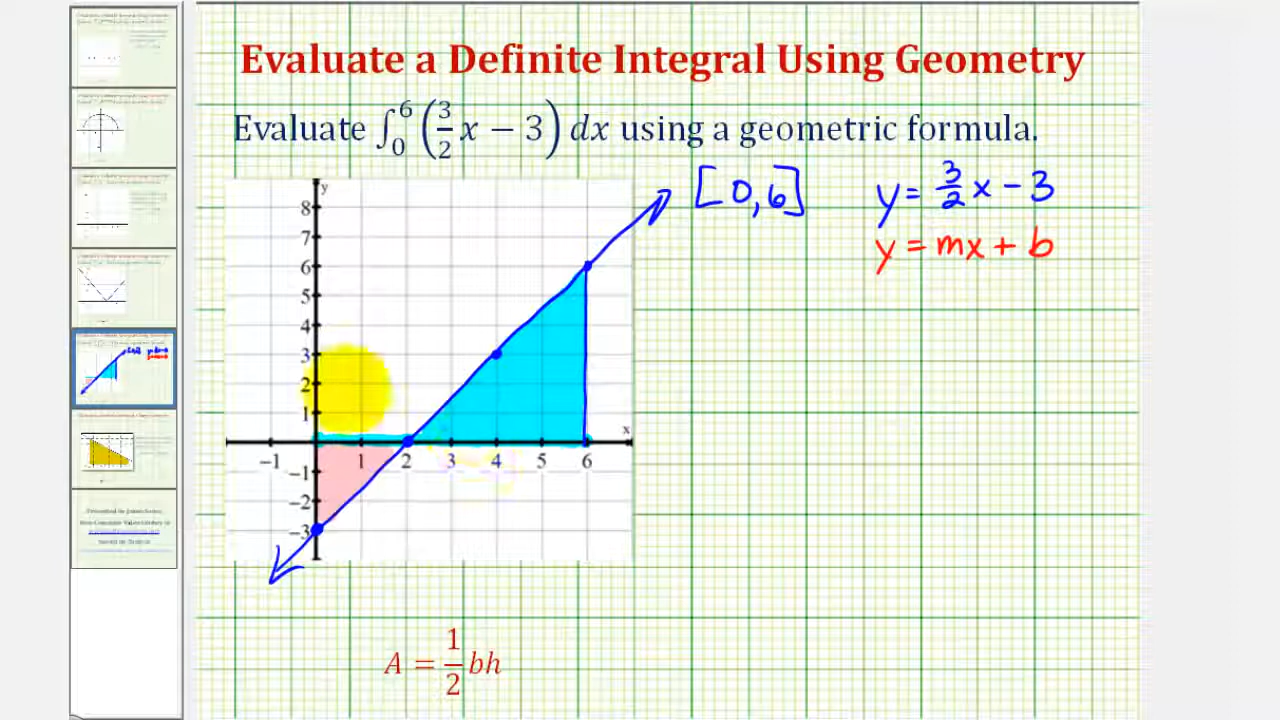 Evaluate a Definite Integral Using Geometry
Evaluate ∫₀⁶ (3/2 x − 3) dx using a geometric formula.
[0,6]
y = 3/2 x − 3
y = mx + b
y
8
7
6
5
4
3
2
1
x
−1 1 2 3 4 5 6
−1
−2
−3
A = 1/2 bh